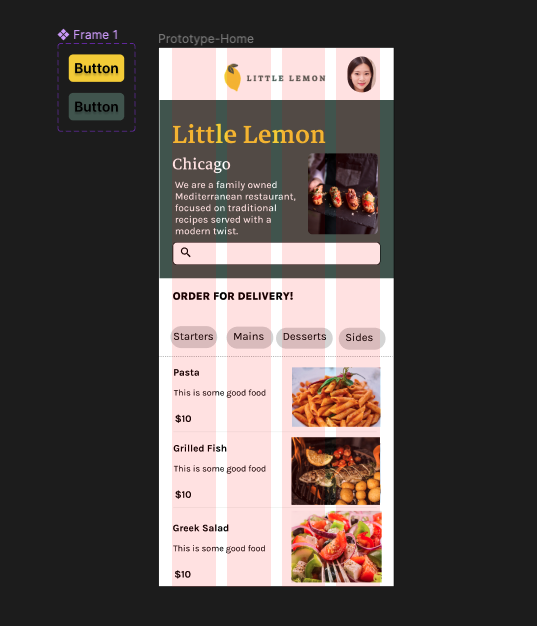 Frame 1
Prototype-Home
Button
Button
LITTLE LEMON
Little Lemon
Chicago
We are a family owned
Mediterranean restaurant,
focused on traditional
recipes served with a
modern twist.
ORDER FOR DELIVERY!
Starters Mains Desserts Sides
Pasta
This is some good food
$10
Grilled Fish
This is some good food
$10
Greek Salad
This is some good food
$10